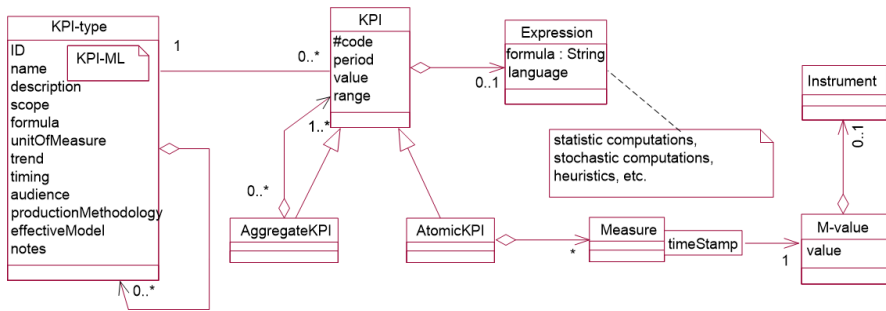 KPI-type
ID
name
description
scope
formula
unitOfMeasure
trend
timing
audience
productionMethodology
effectiveModel
notes
KPI-ML
0..*
1
0..*
KPI
#code
period
value
range
1..*
0..*
0..1
Expression
formula : String
language
statistic computations,
stochastic computations,
heuristics, etc.
AggregateKPI
AtomicKPI
*
Measure
timeStamp
1
M-value
value
0..1
Instrument